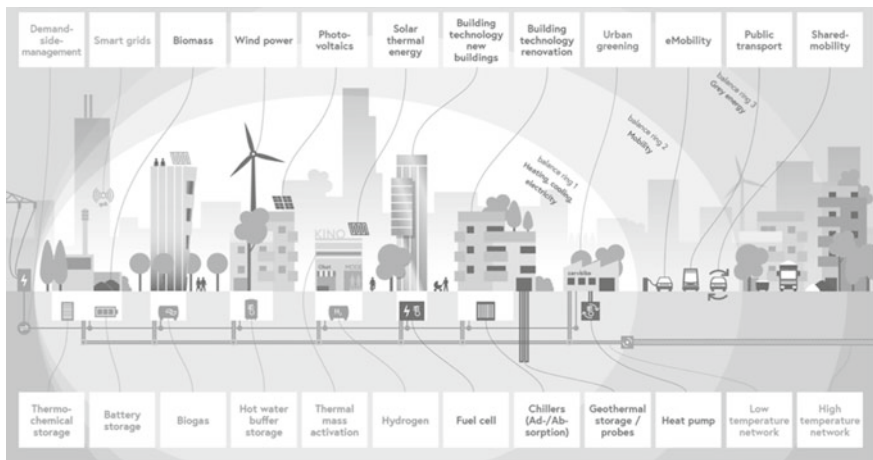 Demand-
side-
management
Smart grids
Biomass
Wind power
Photo-
voltaics
Solar
thermal
energy
Building
technology
new
buildings
Building
technology
renovation
Urban
greening
eMobility
Public
transport
Shared-
mobility
balance ring 3
Grey energy
balance ring 2
Mobility
balance ring 1
Heating, cooling,
electricity
KINO
carvbike
H₂
Thermo-
chemical
storage
Battery
storage
Biogas
Hot water
buffer
storage
Thermal
mass
activation
Hydrogen
Fuel cell
Chillers
(Ad-/Ab-
sorption)
Geothermal
storage /
probes
Heat pump
Low
temperature
network
High
temperature
network